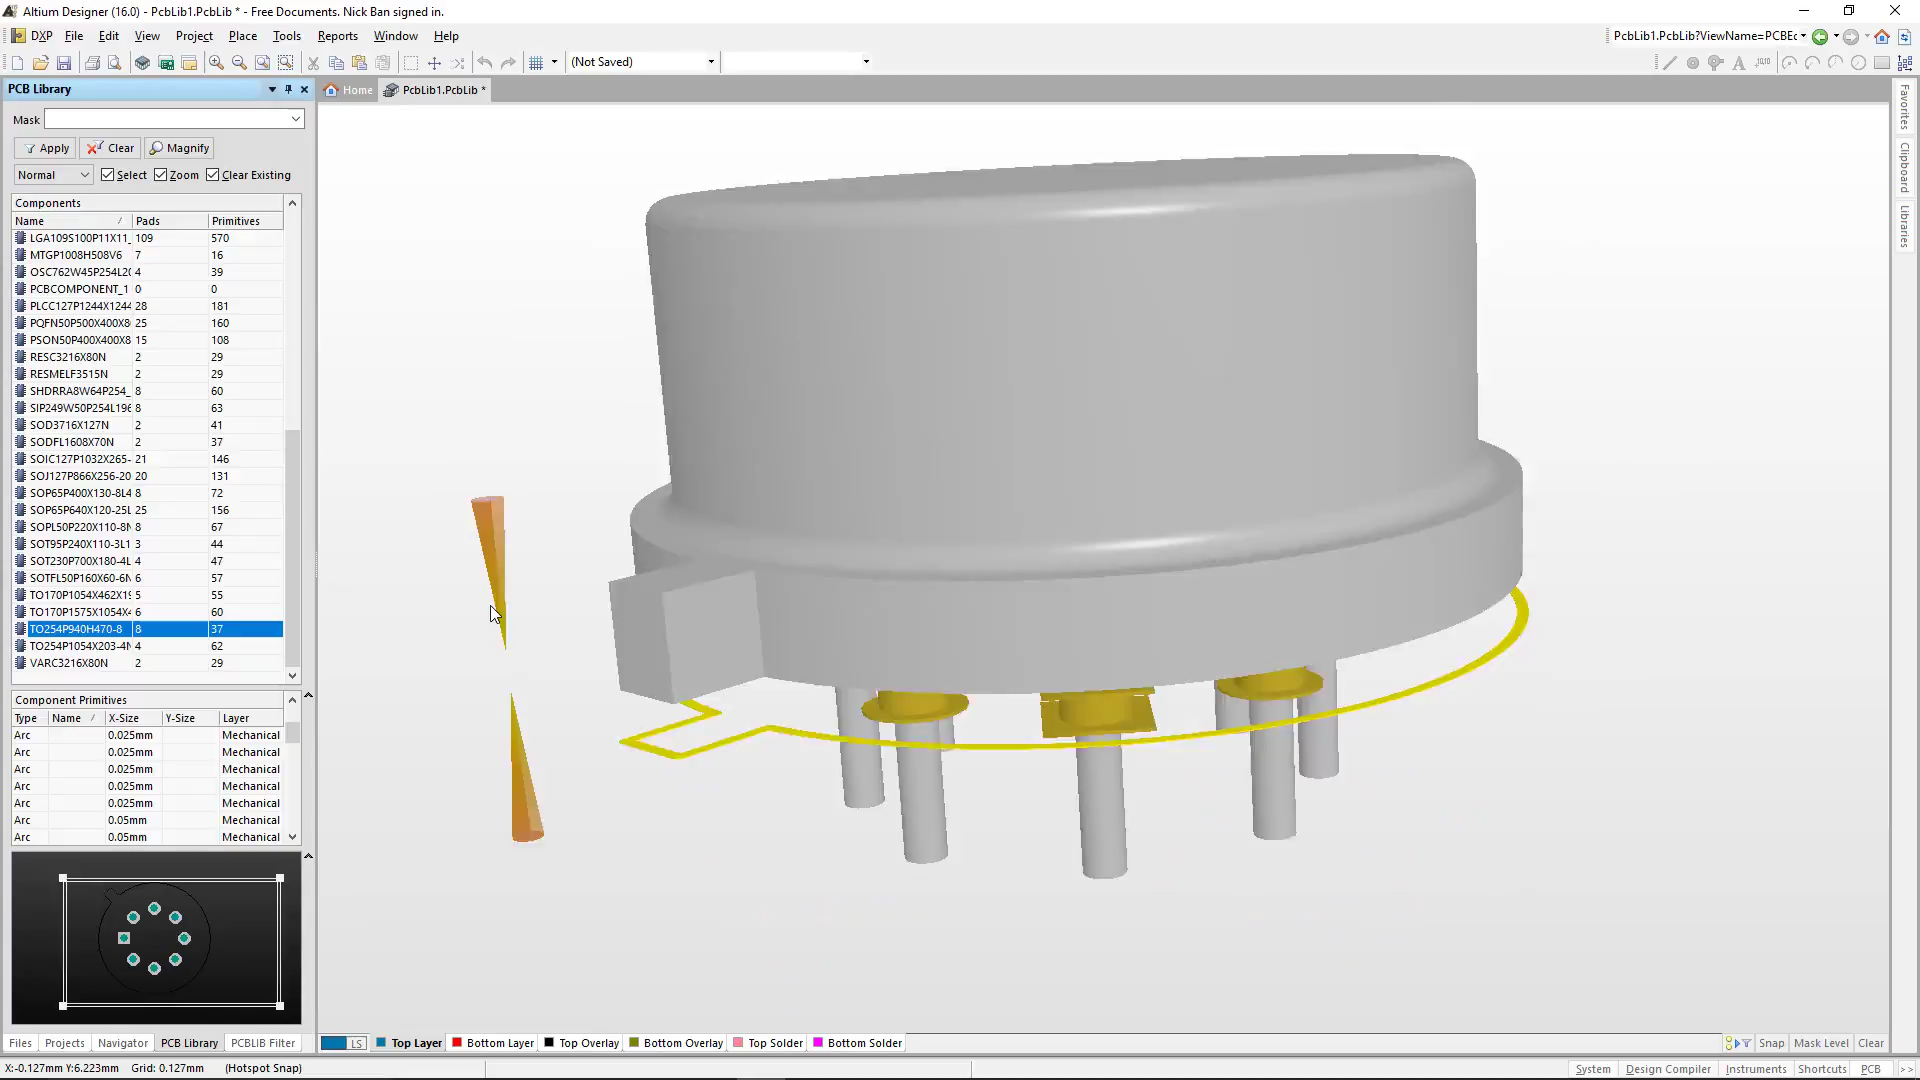 Altium Designer (16.0) - PcbLib1.PcbLib * - Free Documents. Nick Ban signed in.
DXP File Edit View Project Place Tools Reports Window Help
PcbLib1.PcbLib?ViewName=PCBEc
(Not Saved)
PCB Library
Home PcbLib1.PcbLib *
Mask
Apply Clear Magnify
Normal Select Zoom Clear Existing
Components
Name Pads Primitives
LGA109S100P11X11_ 109 570
MTGP1008H508V6 7 16
OSC762W45P254L2( 4 39
PCBCOMPONENT_1 0 0
PLCC127P1244X1244 28 181
PQFN50P500X400X8 25 160
PSON50P400X400X8 15 108
RESC3216X80N 2 29
RESMELF3515N 2 29
SHDRRA8W64P254_ 8 60
SIP249W50P254L196 8 63
SOD3716X127N 2 41
SODFL1608X70N 2 37
SOIC127P1032X265- 21 146
SOJ127P866X256-20 20 131
SOP65P400X130-8L4 8 72
SOP65P640X120-25L 25 156
SOPL50P220X110-8N 8 67
SOT95P240X110-3L1 3 44
SOT230P700X180-4L 4 47
SOTFL50P160X60-6N 6 57
TO170P1054X462X19 5 55
TO170P1575X1054X4 6 60
TO254P940H470-8 8 37
TO254P1054X203-4N 4 62
VARC3216X80N 2 29
Component Primitives
Type Name X-Size Y-Size Layer
Arc 0.025mm Mechanical
Arc 0.025mm Mechanical
Arc 0.025mm Mechanical
Arc 0.025mm Mechanical
Arc 0.025mm Mechanical
Arc 0.05mm Mechanical
Arc 0.05mm Mechanical
Favorites
Clipboard
Libraries
Files Projects Navigator PCB Library PCBLIB Filter
LS Top Layer Bottom Layer Top Overlay Bottom Overlay Top Solder Bottom Solder
Snap Mask Level Clear
X:-0.127mm Y:6.223mm Grid: 0.127mm (Hotspot Snap)
System Design Compiler Instruments Shortcuts PCB >>